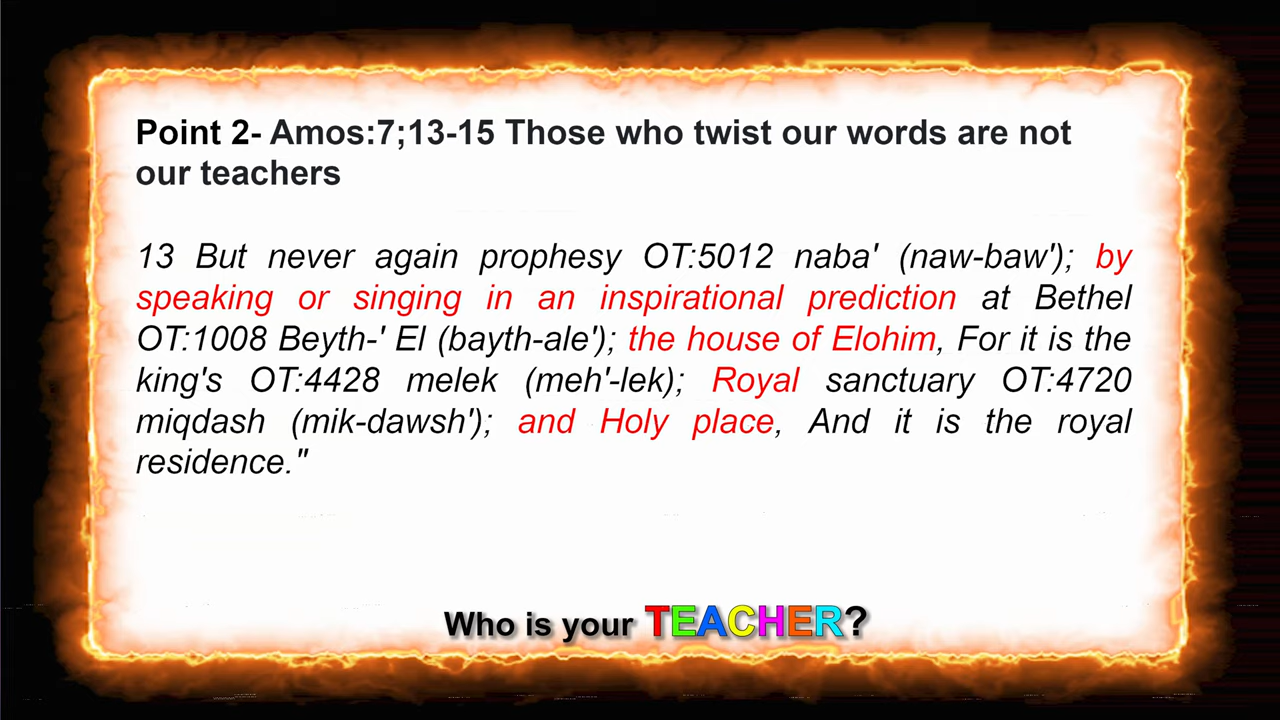 Point 2- Amos:7;13-15 Those who twist our words are not
our teachers
13 But never again prophesy OT:5012 naba' (naw-baw'); by
speaking or singing in an inspirational prediction at Bethel
OT:1008 Beyth-' El (bayth-ale'); the house of Elohim, For it is the
king's OT:4428 melek (meh'-lek); Royal sanctuary OT:4720
miqdash (mik-dawsh'); and Holy place, And it is the royal
residence."
Who is your TEACHER?